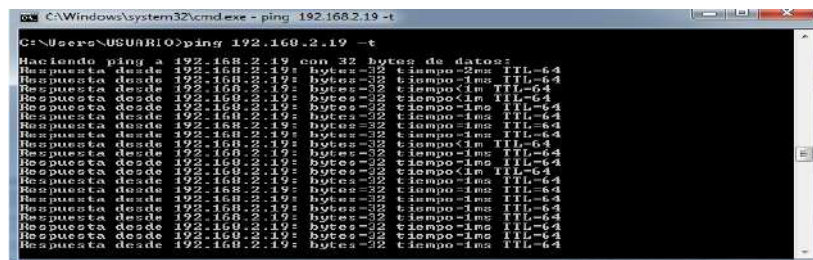 C:\Windows\system32\cmd.exe - ping 192.168.2.19 -t
C:\Users\USUARIO>ping 192.168.2.19 -t
Haciendo ping a 192.168.2.19 con 32 bytes de datos:
Respuesta desde 192.168.2.19: bytes=32 tiempo=2ms TTL=64
Respuesta desde 192.168.2.19: bytes=32 tiempo=1ms TTL=64
Respuesta desde 192.168.2.19: bytes=32 tiempo<1m TTL=64
Respuesta desde 192.168.2.19: bytes=32 tiempo<1m TTL=64
Respuesta desde 192.168.2.19: bytes=32 tiempo=1ms TTL=64
Respuesta desde 192.168.2.19: bytes=32 tiempo=1ms TTL=64
Respuesta desde 192.168.2.19: bytes=32 tiempo=1ms TTL=64
Respuesta desde 192.168.2.19: bytes=32 tiempo=1ms TTL=64
Respuesta desde 192.168.2.19: bytes=32 tiempo<1m TTL=64
Respuesta desde 192.168.2.19: bytes=32 tiempo=1ms TTL=64
Respuesta desde 192.168.2.19: bytes=32 tiempo=1ms TTL=64
Respuesta desde 192.168.2.19: bytes=32 tiempo<1m TTL=64
Respuesta desde 192.168.2.19: bytes=32 tiempo=1ms TTL=64
Respuesta desde 192.168.2.19: bytes=32 tiempo=1ms TTL=64
Respuesta desde 192.168.2.19: bytes=32 tiempo=1ms TTL=64
Respuesta desde 192.168.2.19: bytes=32 tiempo=1ms TTL=64
Respuesta desde 192.168.2.19: bytes=32 tiempo=1ms TTL=64
Respuesta desde 192.168.2.19: bytes=32 tiempo=1ms TTL=64
Respuesta desde 192.168.2.19: bytes=32 tiempo=1ms TTL=64